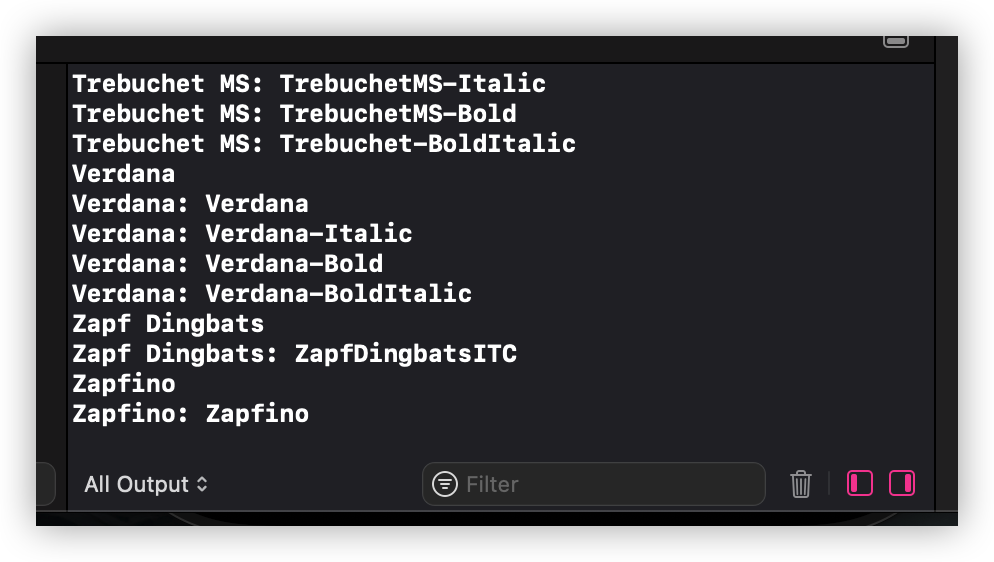 Trebuchet MS: TrebuchetMS-Italic
Trebuchet MS: TrebuchetMS-Bold
Trebuchet MS: Trebuchet-BoldItalic
Verdana
Verdana: Verdana
Verdana: Verdana-Italic
Verdana: Verdana-Bold
Verdana: Verdana-BoldItalic
Zapf Dingbats
Zapf Dingbats: ZapfDingbatsITC
Zapfino
Zapfino: Zapfino
All Output Filter